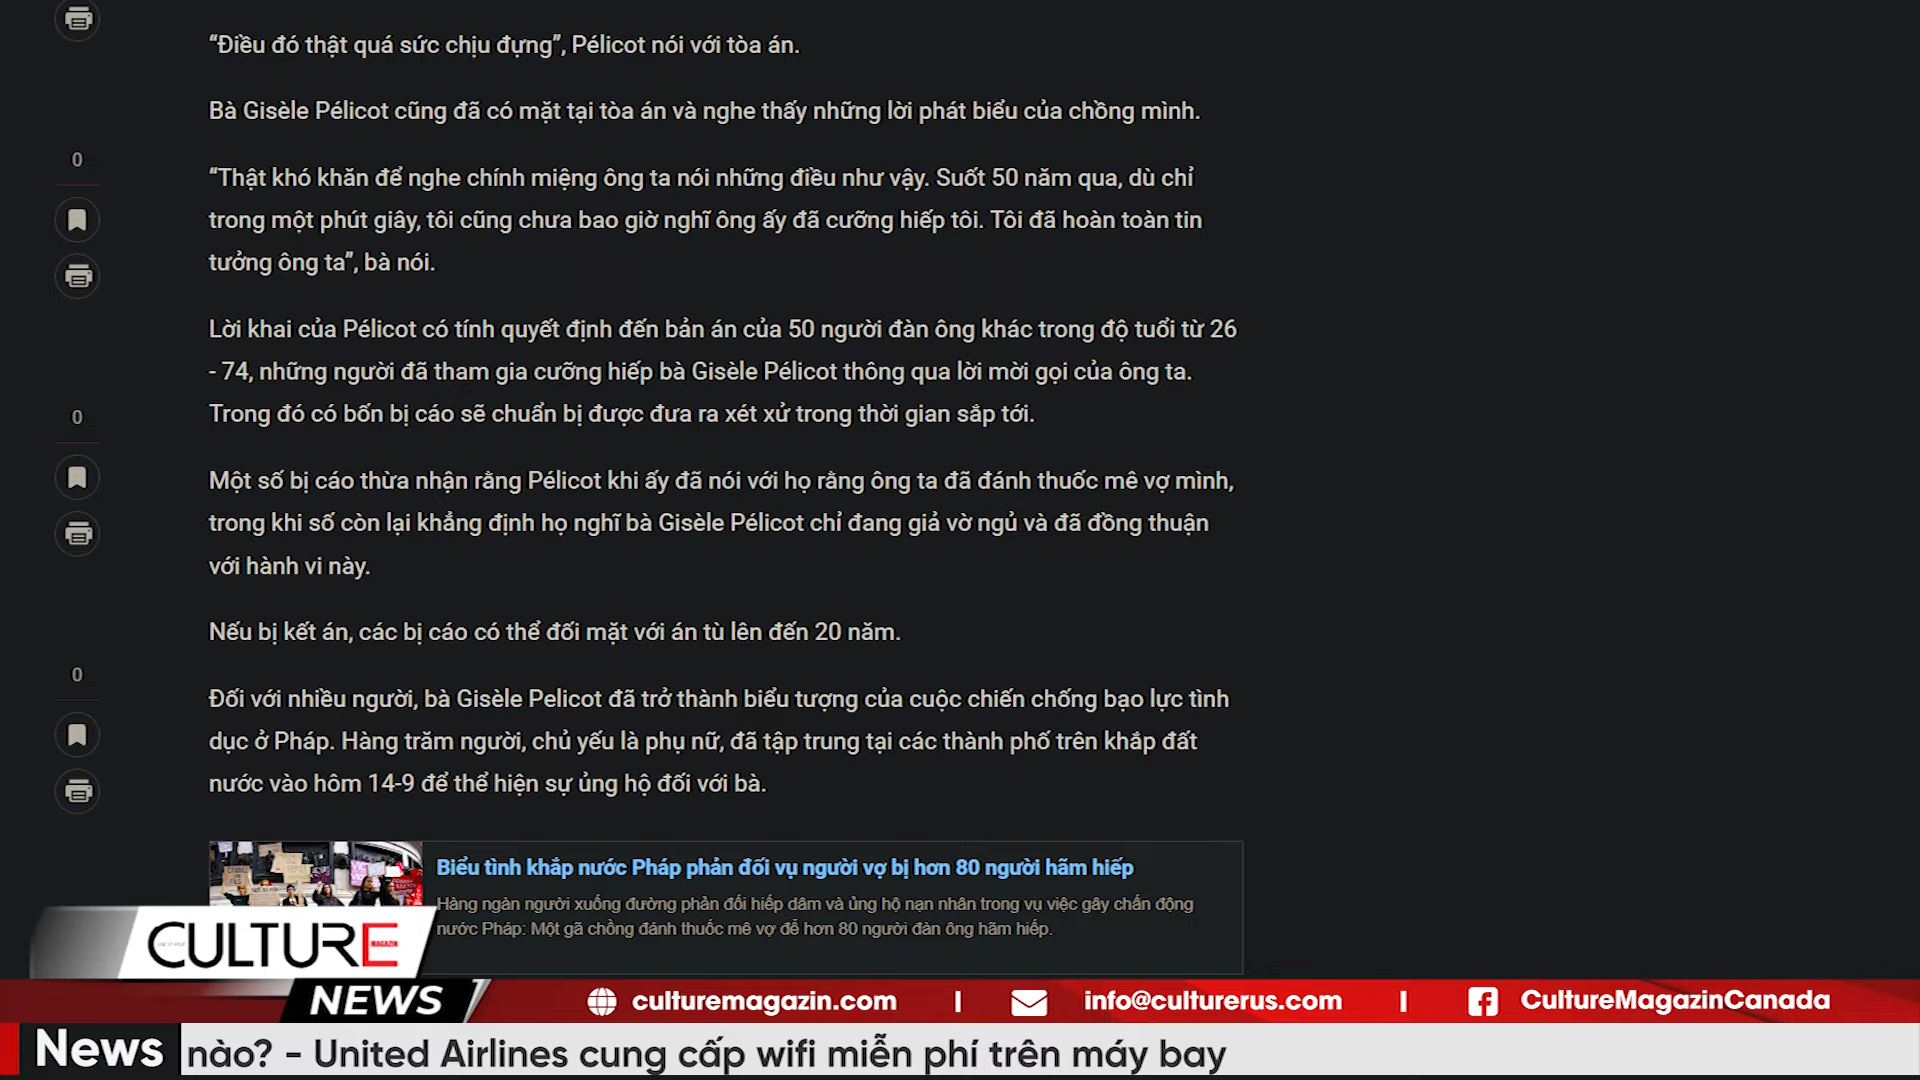 “Điều đó thật quá sức chịu đựng”, Pélicot nói với tòa án.
Bà Gisèle Pélicot cũng đã có mặt tại tòa án và nghe thấy những lời phát biểu của chồng mình.
0
“Thật khó khăn để nghe chính miệng ông ta nói những điều như vậy. Suốt 50 năm qua, dù chỉ
trong một phút giây, tôi cũng chưa bao giờ nghĩ ông ấy đã cưỡng hiếp tôi. Tôi đã hoàn toàn tin
tưởng ông ta”, bà nói.
Lời khai của Pélicot có tính quyết định đến bản án của 50 người đàn ông khác trong độ tuổi từ 26
- 74, những người đã tham gia cưỡng hiếp bà Gisèle Pélicot thông qua lời mời gọi của ông ta.
Trong đó có bốn bị cáo sẽ chuẩn bị được đưa ra xét xử trong thời gian sắp tới.
0
Một số bị cáo thừa nhận rằng Pélicot khi ấy đã nói với họ rằng ông ta đã đánh thuốc mê vợ mình,
trong khi số còn lại khẳng định họ nghĩ bà Gisèle Pélicot chỉ đang giả vờ ngủ và đã đồng thuận
với hành vi này.
Nếu bị kết án, các bị cáo có thể đối mặt với án tù lên đến 20 năm.
0
Đối với nhiều người, bà Gisèle Pelicot đã trở thành biểu tượng của cuộc chiến chống bạo lực tình
dục ở Pháp. Hàng trăm người, chủ yếu là phụ nữ, đã tập trung tại các thành phố trên khắp đất
nước vào hôm 14-9 để thể hiện sự ủng hộ đối với bà.
Biểu tình khắp nước Pháp phản đối vụ người vợ bị hơn 80 người hãm hiếp
Hàng ngàn người xuống đường phản đối hiếp dâm và ủng hộ nạn nhân trong vụ việc gây chấn động
nước Pháp: Một gã chồng đánh thuốc mê vợ để hơn 80 người đàn ông hãm hiếp.
CULTURE
MAGAZIN
NEWS
culturemagazin.com | info@culturerus.com | CultureMagazinCanada
News nào? - United Airlines cung cấp wifi miễn phí trên máy bay